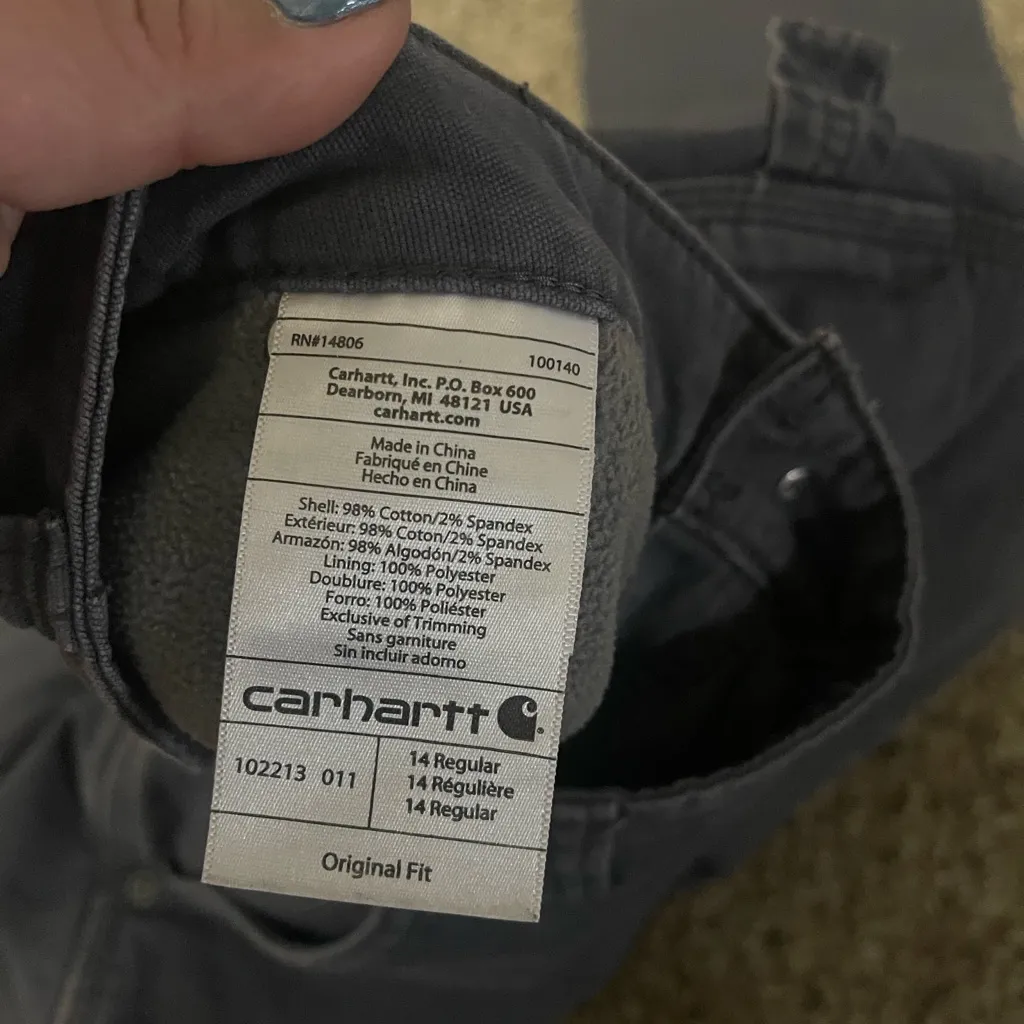 RN#14806
100140
Carhartt, Inc. P.O. Box 600
Dearborn, MI 48121 USA
carhartt.com
Made in China
Fabriqué en Chine
Hecho en China
Shell: 98% Cotton/2% Spandex
Extérieur: 98% Coton/2% Spandex
Armazón: 98% Algodón/2% Spandex
Lining: 100% Polyester
Doublure: 100% Polyester
Forro: 100% Poliéster
Exclusive of Trimming
Sans garniture
Sin incluir adorno
carhartt
102213 011
14 Regular
14 Régulière
14 Regular
Original Fit